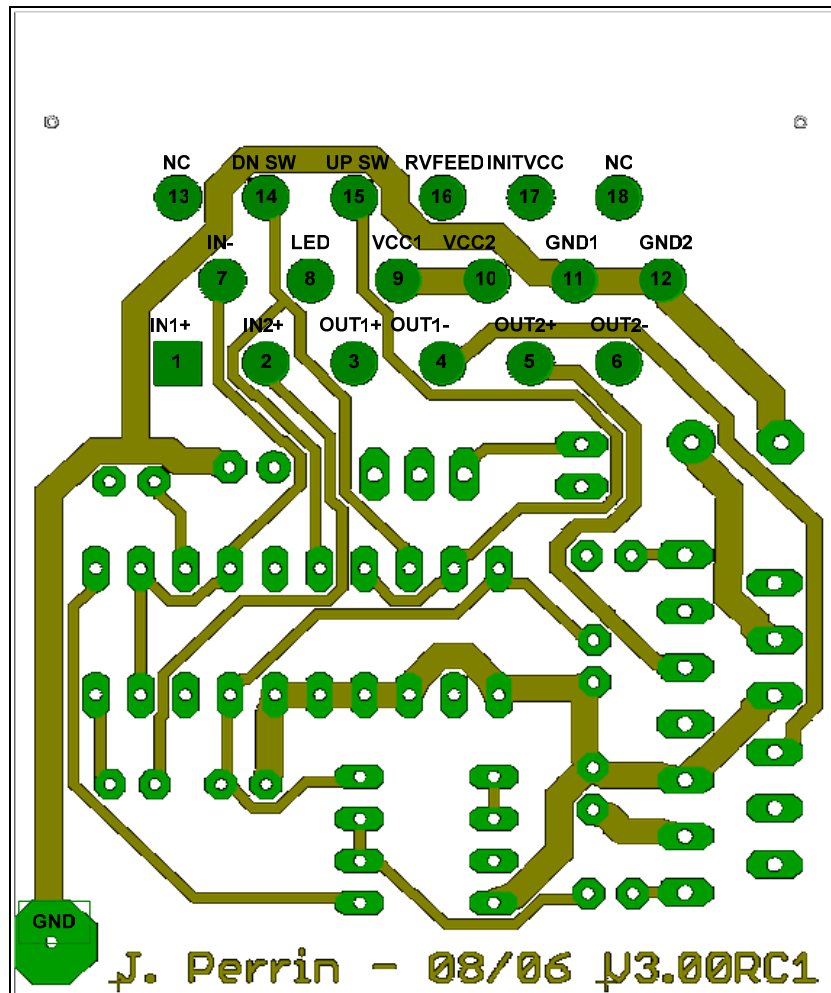 NC DN SW UP SW RVFEED INITVCC NC
13 14 15 16 17 18
IN- LED VCC1 VCC2 GND1 GND2
7 8 9 10 11 12
IN1+ IN2+ OUT1+ OUT1- OUT2+ OUT2-
1 2 3 4 5 6
GND
J. Perrin - 08/06 V3.00RC1